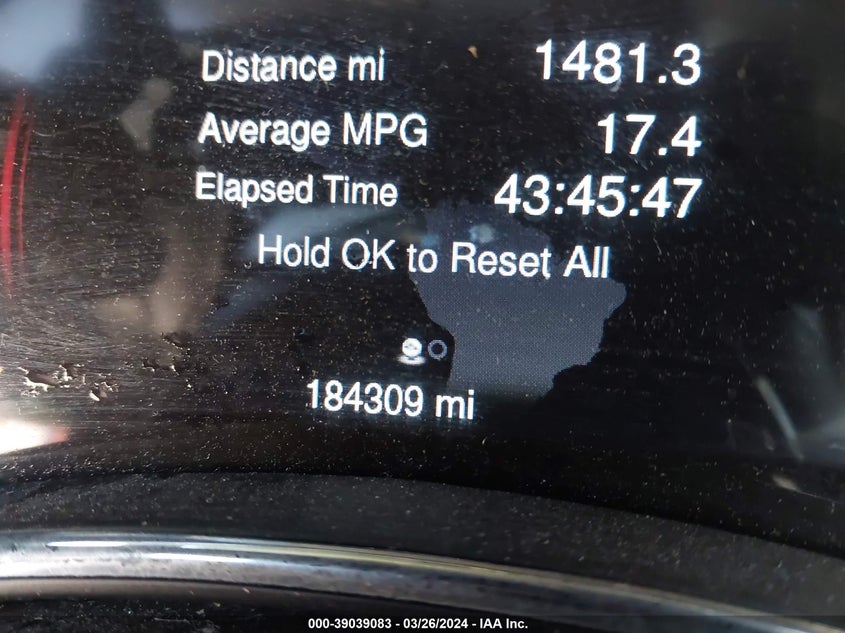 Distance mi 1481.3
Average MPG 17.4
Elapsed Time 43:45:47
Hold OK to Reset All
184309 mi
000-39039083 - 03/26/2024 - IAA Inc.